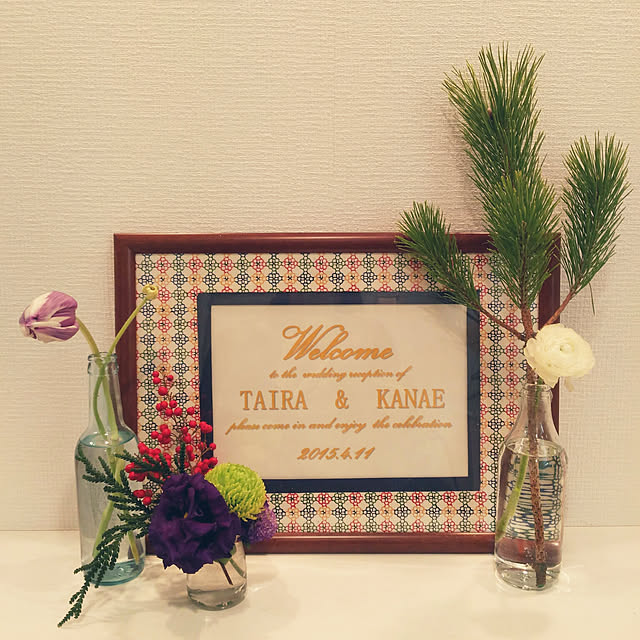 Welcome
to the wedding reception of
TAIRA & KANAE
please come in and enjoy the celebration
2015.4.11